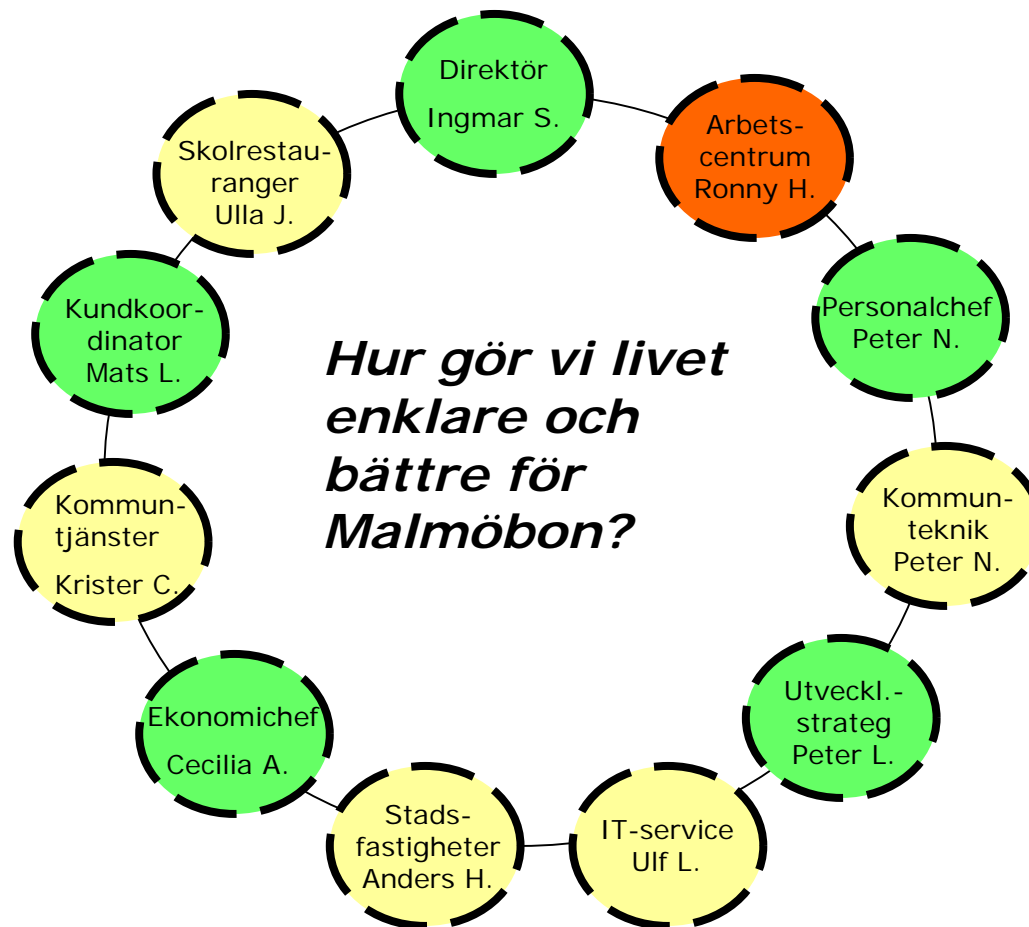 Direktör
Ingmar S.
Arbets-
centrum
Ronny H.
Personalchef
Peter N.
Kommun-
teknik
Peter N.
Utveckl.-
strateg
Peter L.
IT-service
Ulf L.
Stads-
fastigheter
Anders H.
Ekonomichef
Cecilia A.
Kommun-
tjänster
Krister C.
Kundkoor-
dinator
Mats L.
Skolrestau-
ranger
Ulla J.
Hur gör vi livet
enklare och
bättre för
Malmöbon?